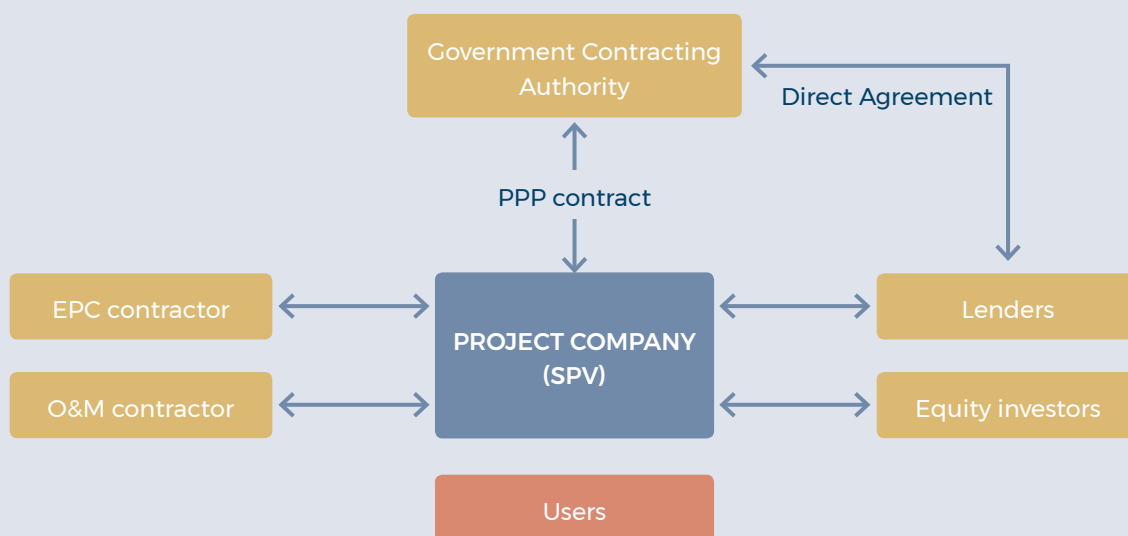 Government Contracting
Authority
Direct Agreement
PPP contract
EPC contractor
PROJECT COMPANY
(SPV)
Lenders
O&M contractor
Equity investors
Users